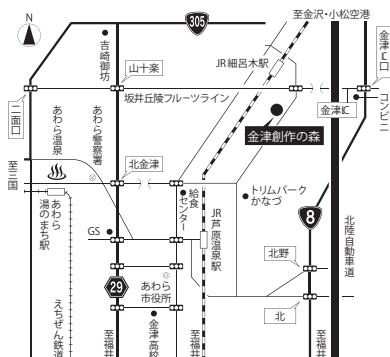 N
305
至金沢・小松空港
吉崎御坊
山十楽
JR細呂木駅
金津IC口
二面口
坂井丘陵フルーツライン
金津IC
コンビニ
金津創作の森
あわら温泉
あわら警察署
至三国
北金津
給食センター
トリムパークかなづ
8
あわら湯のまち駅
GS
JR芦原温泉駅
北陸自動車道
北野
29
あわら
市役所
北
えちぜん鉄道
至福井
金津高校
至福井
至福井